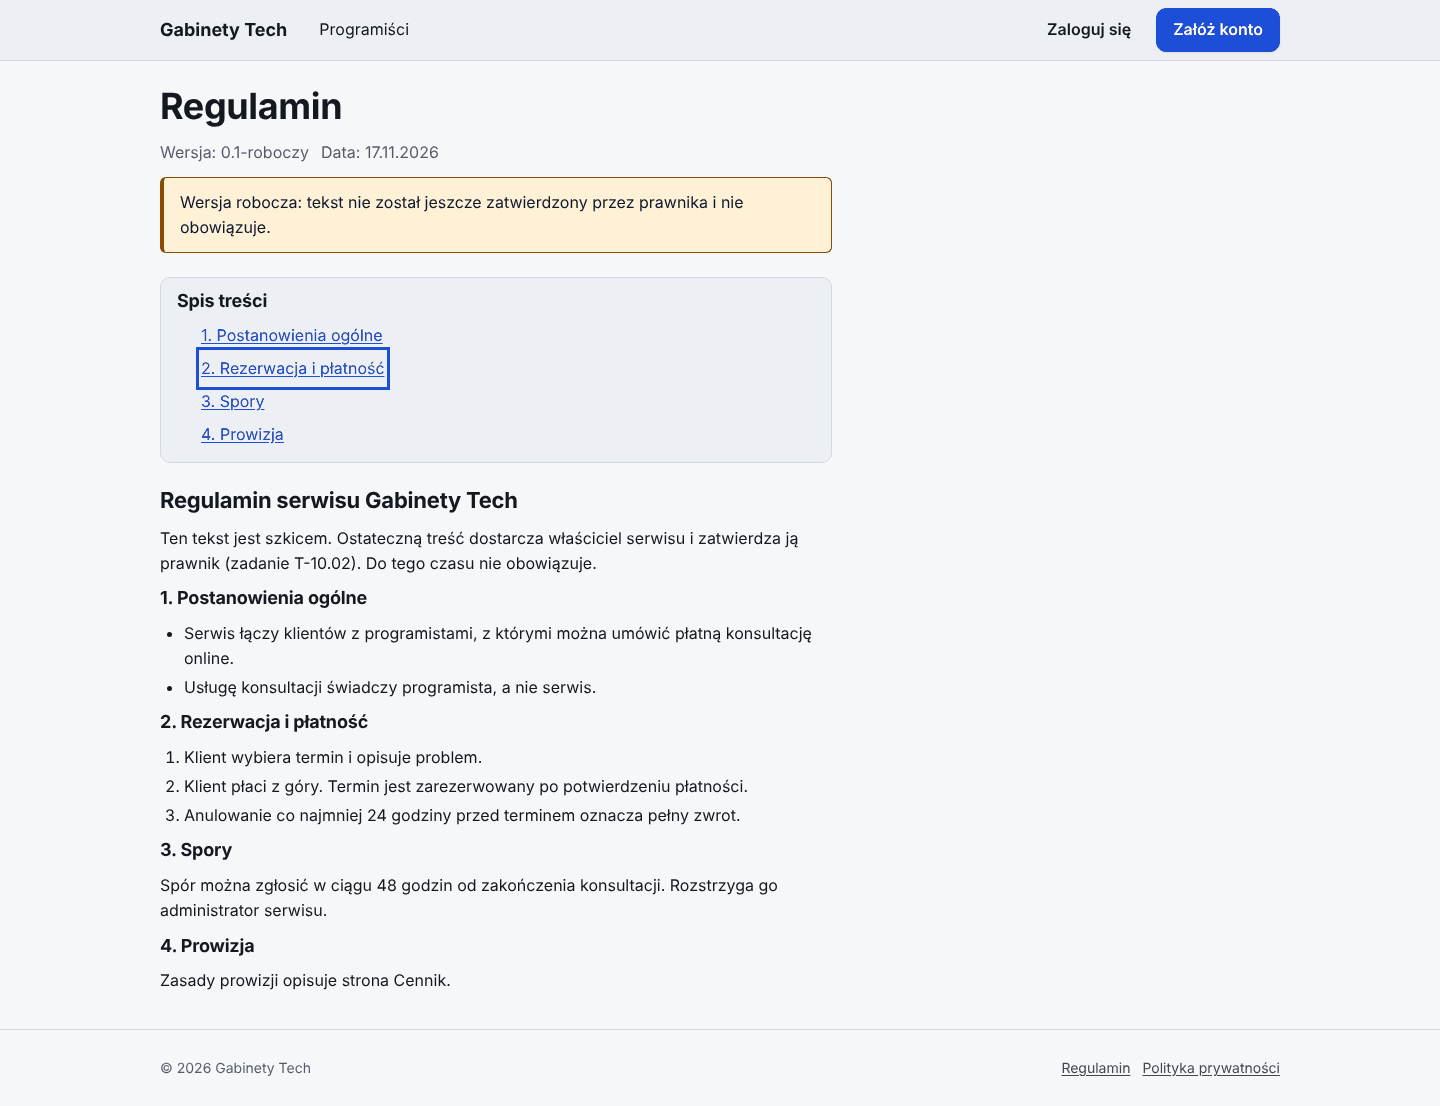 Gabinety Tech Programiści Zaloguj się Załóż konto
Regulamin
Wersja: 0.1-roboczy Data: 17.11.2026
Wersja robocza: tekst nie został jeszcze zatwierdzony przez prawnika i nie
obowiązuje.
Spis treści
1. Postanowienia ogólne
2. Rezerwacja i płatność
3. Spory
4. Prowizja
Regulamin serwisu Gabinety Tech
Ten tekst jest szkicem. Ostateczną treść dostarcza właściciel serwisu i zatwierdza ją
prawnik (zadanie T-10.02). Do tego czasu nie obowiązuje.
1. Postanowienia ogólne
• Serwis łączy klientów z programistami, z którymi można umówić płatną konsultację
online.
• Usługę konsultacji świadczy programista, a nie serwis.
2. Rezerwacja i płatność
1. Klient wybiera termin i opisuje problem.
2. Klient płaci z góry. Termin jest zarezerwowany po potwierdzeniu płatności.
3. Anulowanie co najmniej 24 godziny przed terminem oznacza pełny zwrot.
3. Spory
Spór można zgłosić w ciągu 48 godzin od zakończenia konsultacji. Rozstrzyga go
administrator serwisu.
4. Prowizja
Zasady prowizji opisuje strona Cennik.
© 2026 Gabinety Tech Regulamin Polityka prywatności